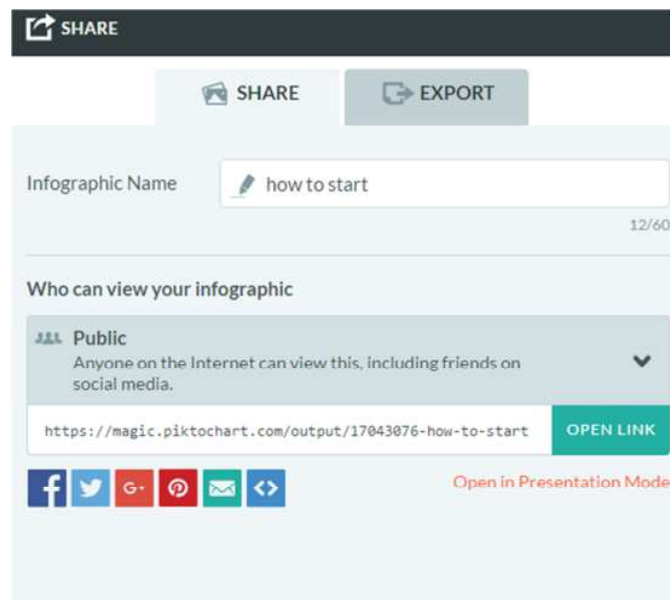 SHARE
SHARE
EXPORT
Infographic Name
how to start
12/60
Who can view your infographic
Public
Anyone on the Internet can view this, including friends on
social media.
https://magic.piktochart.com/output/17043076-how-to-start
OPEN LINK
f
G+
Open in Presentation Mode